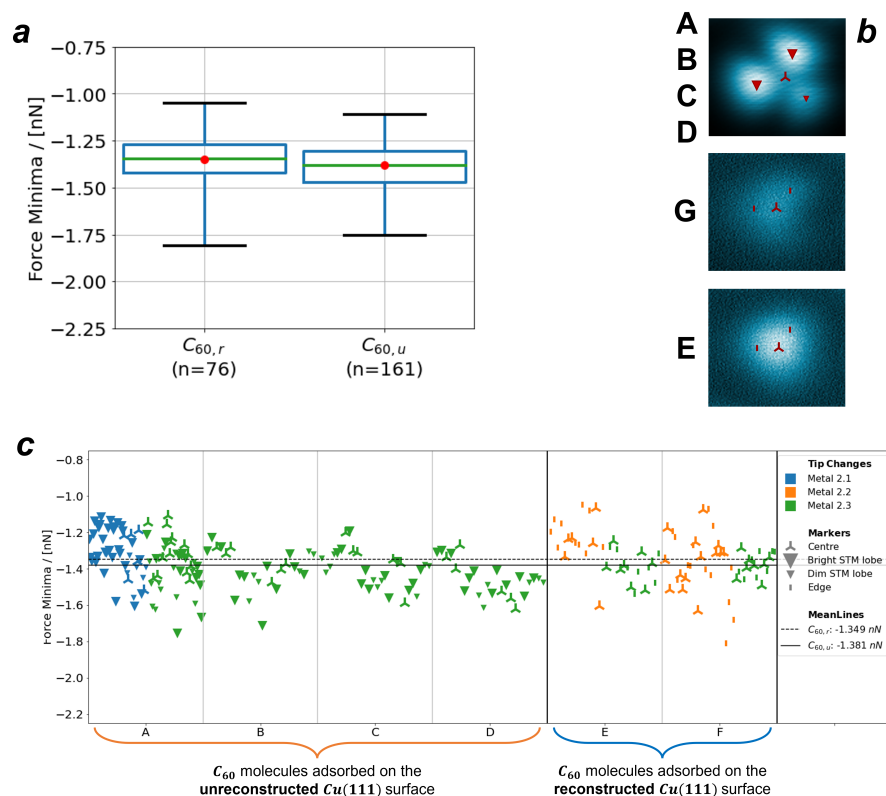 a
−0.75
−1.00
−1.25
−1.50
−1.75
−2.00
−2.25
Force Minima / [nN]
C60,r
(n=76)
C60,u
(n=161)
b
A
B
C
D
G
E
c
−0.8
−1.0
−1.2
−1.4
−1.6
−1.8
−2.0
−2.2
Force Minima / [nN]
A
B
C
D
E
F
Tip Changes
Metal 2.1
Metal 2.2
Metal 2.3
Markers
Centre
Bright STM lobe
Dim STM lobe
Edge
MeanLines
C60,r: -1.349 nN
C60,u: -1.381 nN
C60 molecules adsorbed on the
unreconstructed Cu(111) surface
C60 molecules adsorbed on the
reconstructed Cu(111) surface